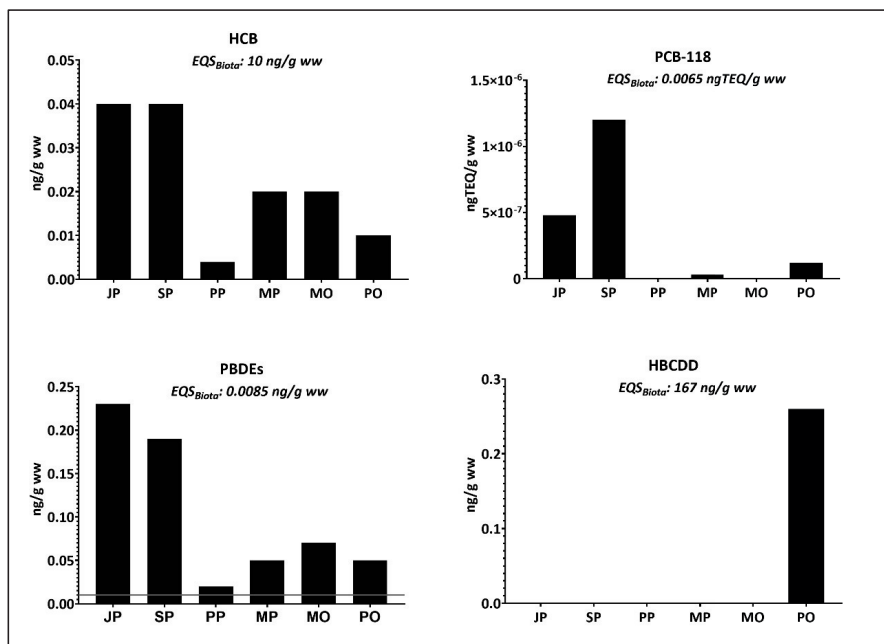 HCB
EQSBiota: 10 ng/g ww
ng/g ww
0.05
0.04
0.03
0.02
0.01
0.00
JP SP PP MP MO PO
PCB-118
EQSBiota: 0.0065 ngTEQ/g ww
ngTEQ/g ww
1.5×10⁻⁶
1×10⁻⁶
5×10⁻⁷
0
JP SP PP MP MO PO
PBDEs
EQSBiota: 0.0085 ng/g ww
ng/g ww
0.25
0.20
0.15
0.10
0.05
0.00
JP SP PP MP MO PO
HBCDD
EQSBiota: 167 ng/g ww
ng/g ww
0.3
0.2
0.1
0.0
JP SP PP MP MO PO